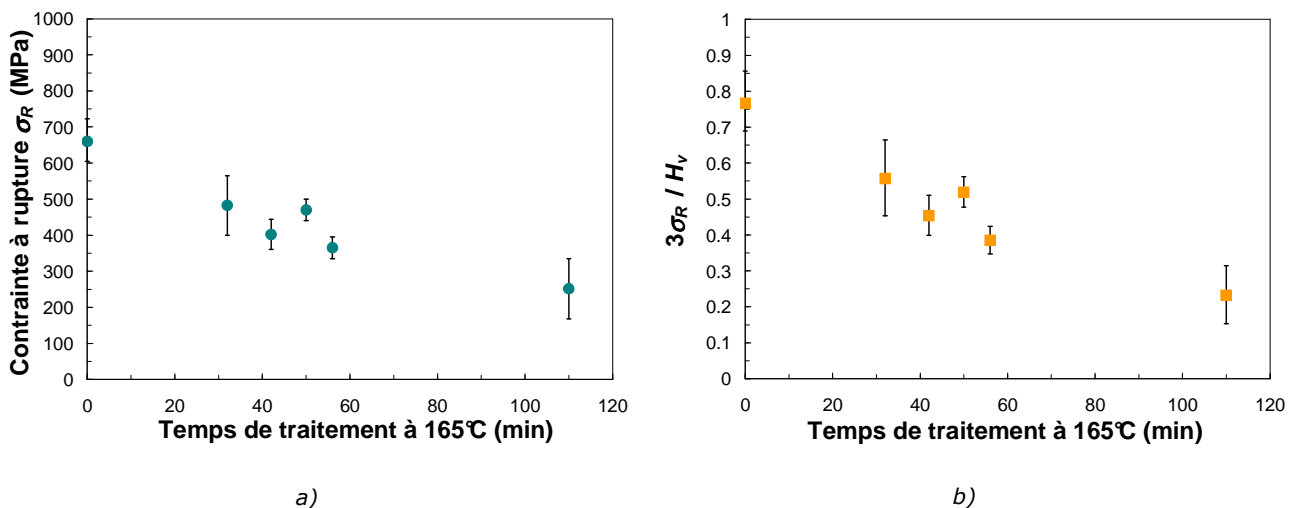 Contrainte à rupture σR (MPa)
1000
900
800
700
600
500
400
300
200
100
0
0 20 40 60 80 100 120
Temps de traitement à 165°C (min)
a)
3σR / Hv
1
0.9
0.8
0.7
0.6
0.5
0.4
0.3
0.2
0.1
0
0 20 40 60 80 100 120
Temps de traitement à 165°C (min)
b)